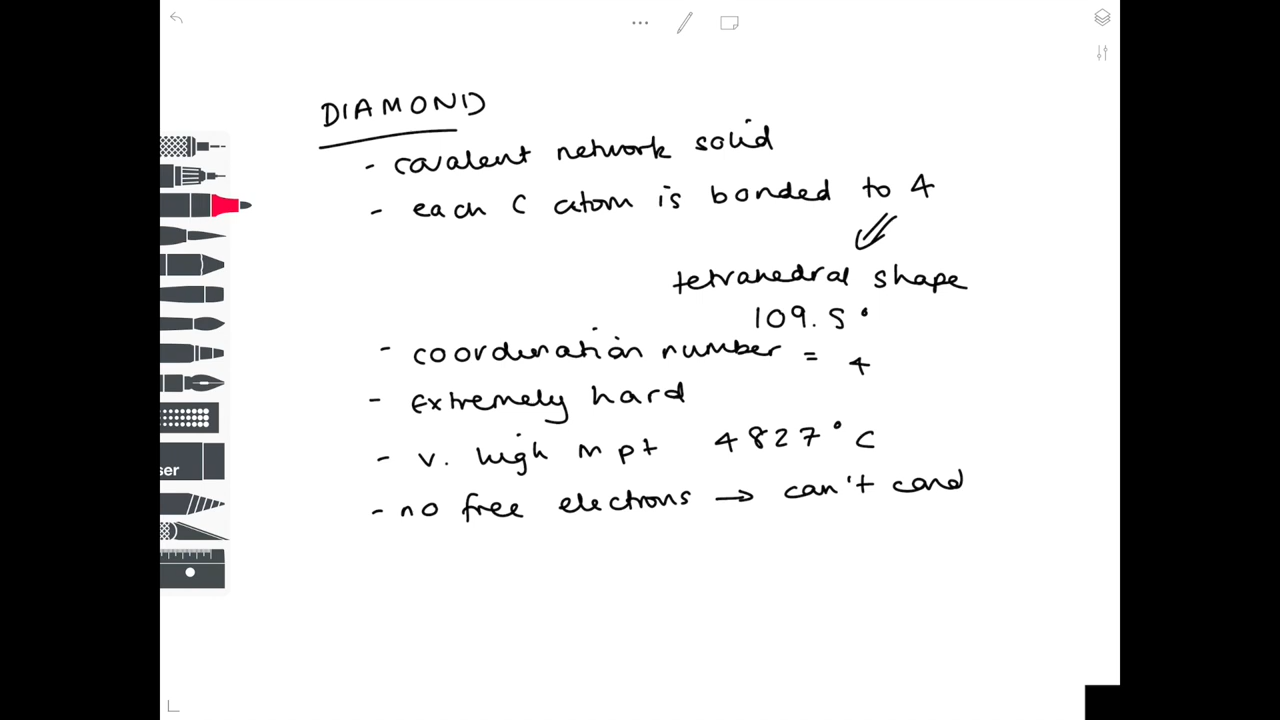 DIAMOND
- covalent network solid
- each C atom is bonded to 4
tetrahedral shape
109.5°
- coordination number = 4
- extremely hard
- v. high mpt 4827°C
- no free electrons → can't cond
ser